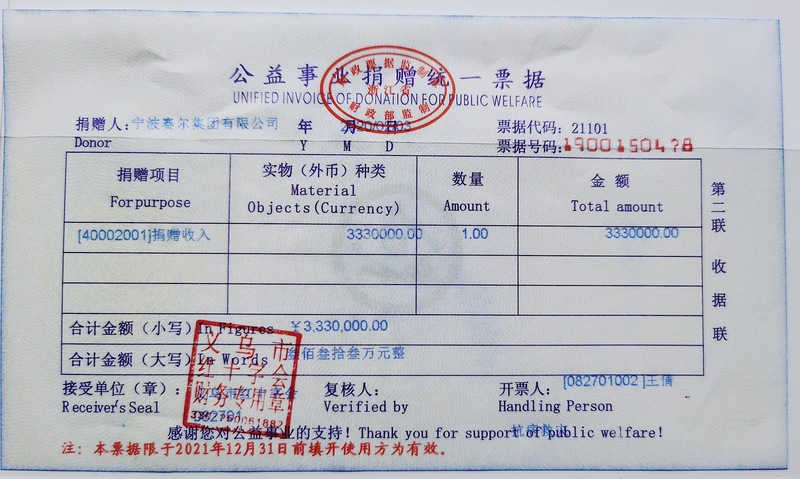 公益事业捐赠统一票据
UNIFIED INVOICE OF DONATION FOR PUBLIC WELFARE
浙江省
财政部监制
捐赠人：宁波赛尔集团有限公司 年 月 日 票据代码：21101
Donor Y M D 票据号码：1900150478
捐赠项目 实物（外币）种类 数量 金 额
For purpose Material Objects(Currency) Amount Total amount
[40002001]捐赠收入 3330000.00 1.00 3330000.00
第二联 收据联
合计金额（小写）In Figures ￥3,330,000.00
合计金额（大写）In Words 叁佰叁拾叁万元整
义乌市
红十字会
财务专用章
接受单位（章）： 复核人： 开票人：[082701002]王倩
Receiver's Seal Verified by Handling Person
082701
感谢您对公益事业的支持！Thank you for support of public welfare!
注：本票据限于2021年12月31日前填开使用方为有效。